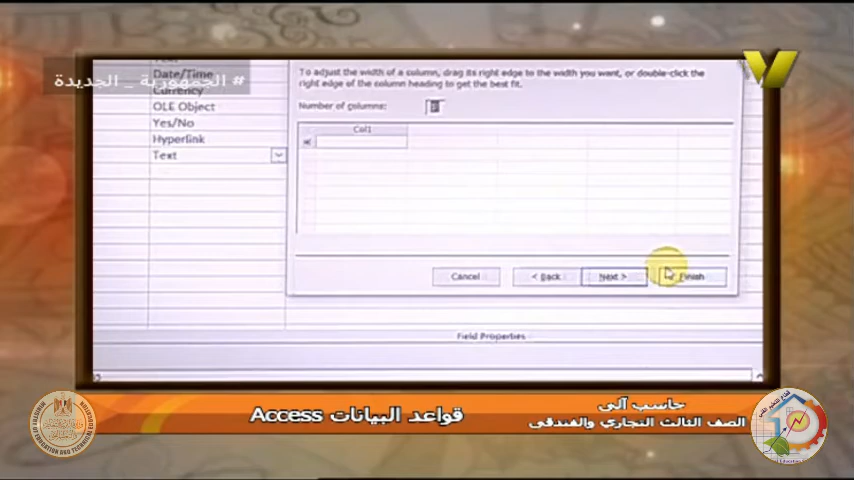 # الجمهورية _ الجديدة
Date/Time
Currency
OLE Object
Yes/No
Hyperlink
Text
To adjust the width of a column, drag its right edge to the width you want, or double-click the
right edge of the column heading to get the best fit.
Number of columns:
Col1
Cancel
< Back
Next >
Finish
Field Properties
قواعد البيانات Access
حاسب آلى
الصف الثالث التجاري والفندقى